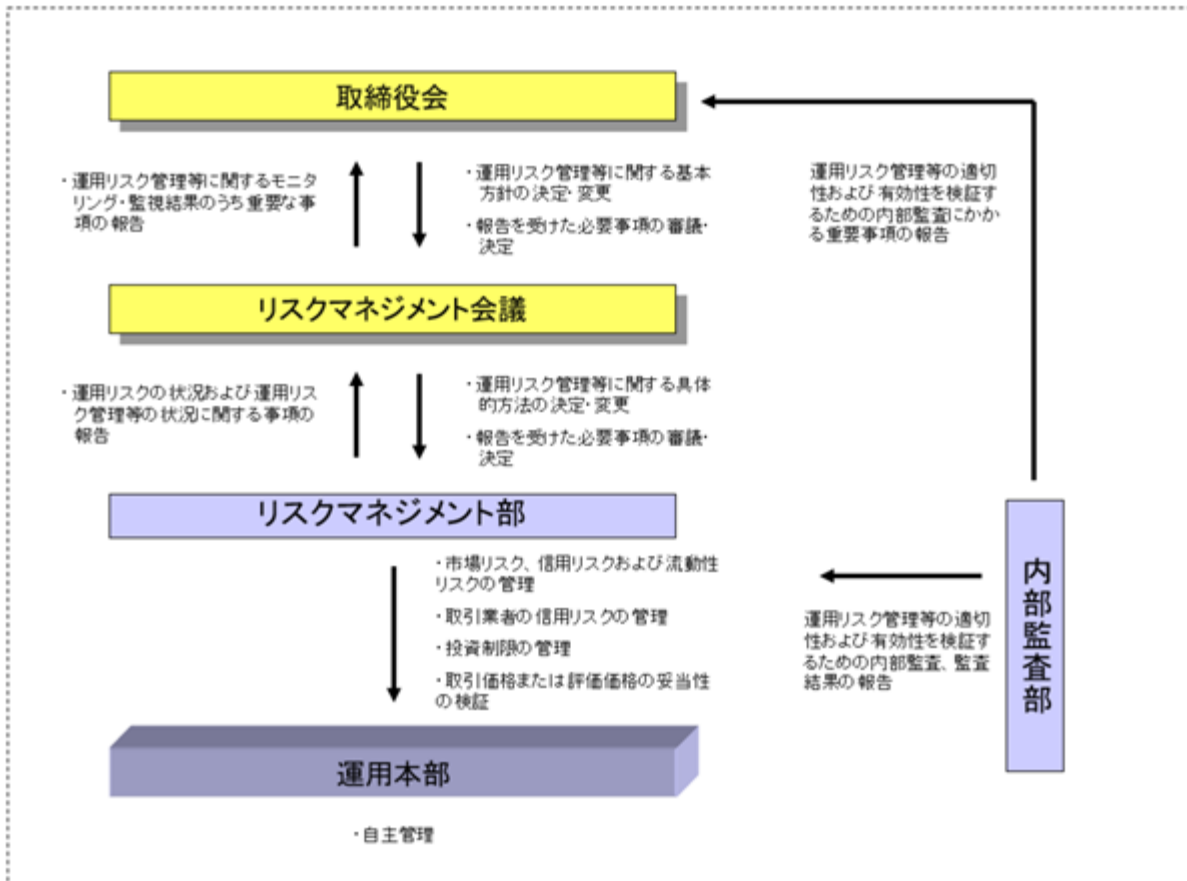 取締役会
・運用リスク管理等に関するモニタ
リング・監視結果のうち重要な事
項の報告
・運用リスク管理等に関する基本
方針の決定・変更
・報告を受けた必要事項の審議・
決定
運用リスク管理等の適切
性および有効性を検証す
るための内部監査にかか
る重要事項の報告
リスクマネジメント会議
・運用リスクの状況および運用リス
ク管理等の状況に関する事項の
報告
・運用リスク管理等に関する具体
的方法の決定・変更
・報告を受けた必要事項の審議・
決定
リスクマネジメント部
・市場リスク、信用リスクおよび流動性
リスクの管理
・取引業者の信用リスクの管理
・投資制限の管理
・取引価格または評価価格の妥当性
の検証
運用リスク管理等の適切
性および有効性を検証す
るための内部監査、監査
結果の報告
内部監査部
運用本部
・自主管理